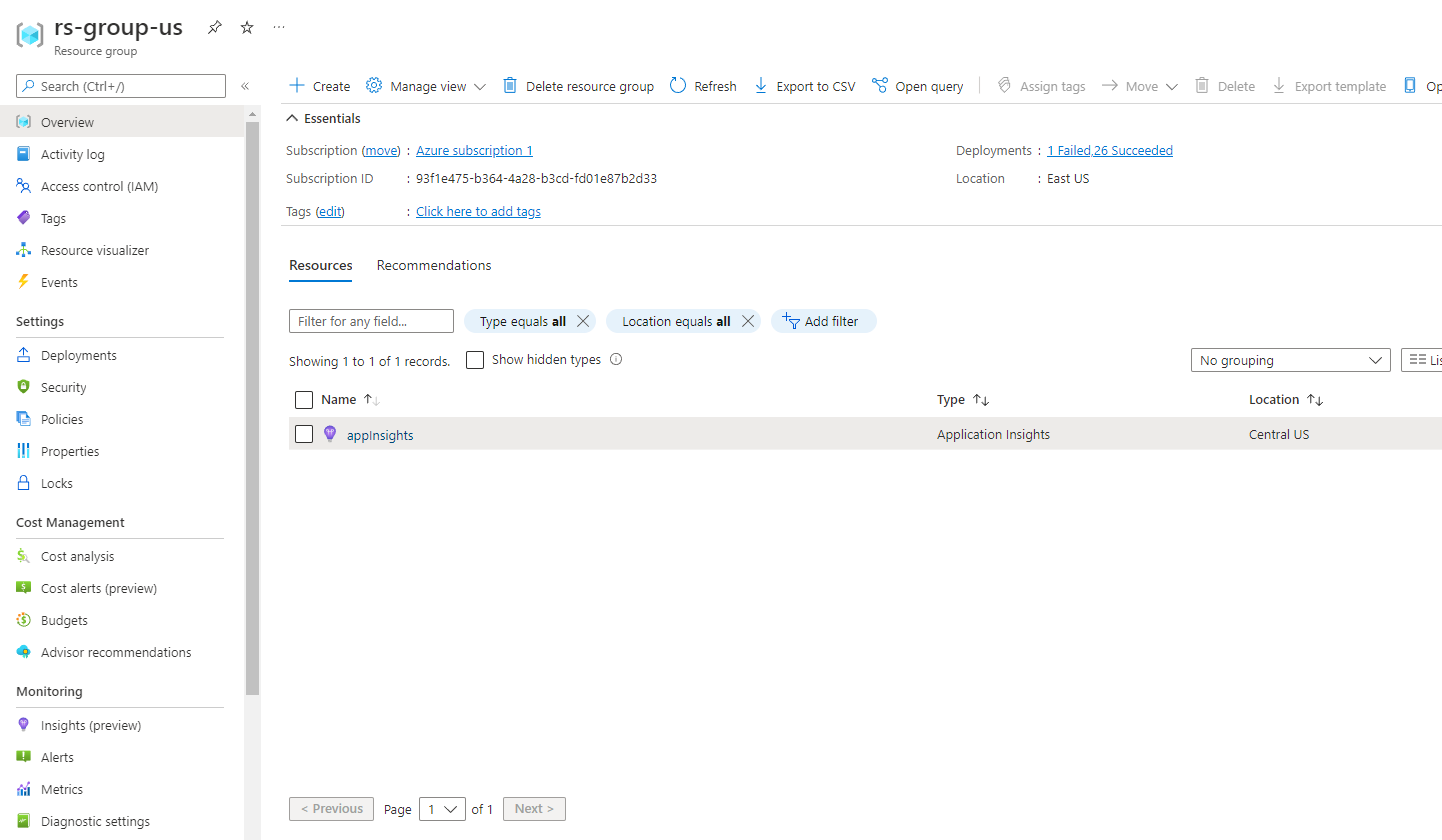 rs-group-us
Resource group
Search (Ctrl+/)
Overview
Activity log
Access control (IAM)
Tags
Resource visualizer
Events
Settings
Deployments
Security
Policies
Properties
Locks
Cost Management
Cost analysis
Cost alerts (preview)
Budgets
Advisor recommendations
Monitoring
Insights (preview)
Alerts
Metrics
Diagnostic settings
Create Manage view Delete resource group Refresh Export to CSV Open query Assign tags Move Delete Export template Op
Essentials
Subscription (move) : Azure subscription 1 Deployments : 1 Failed,26 Succeeded
Subscription ID : 93f1e475-b364-4a28-b3cd-fd01e87b2d33 Location : East US
Tags (edit) : Click here to add tags
Resources Recommendations
Filter for any field... Type equals all Location equals all Add filter
Showing 1 to 1 of 1 records. Show hidden types No grouping Lis
Name Type Location
appInsights Application Insights Central US
< Previous Page 1 of 1 Next >